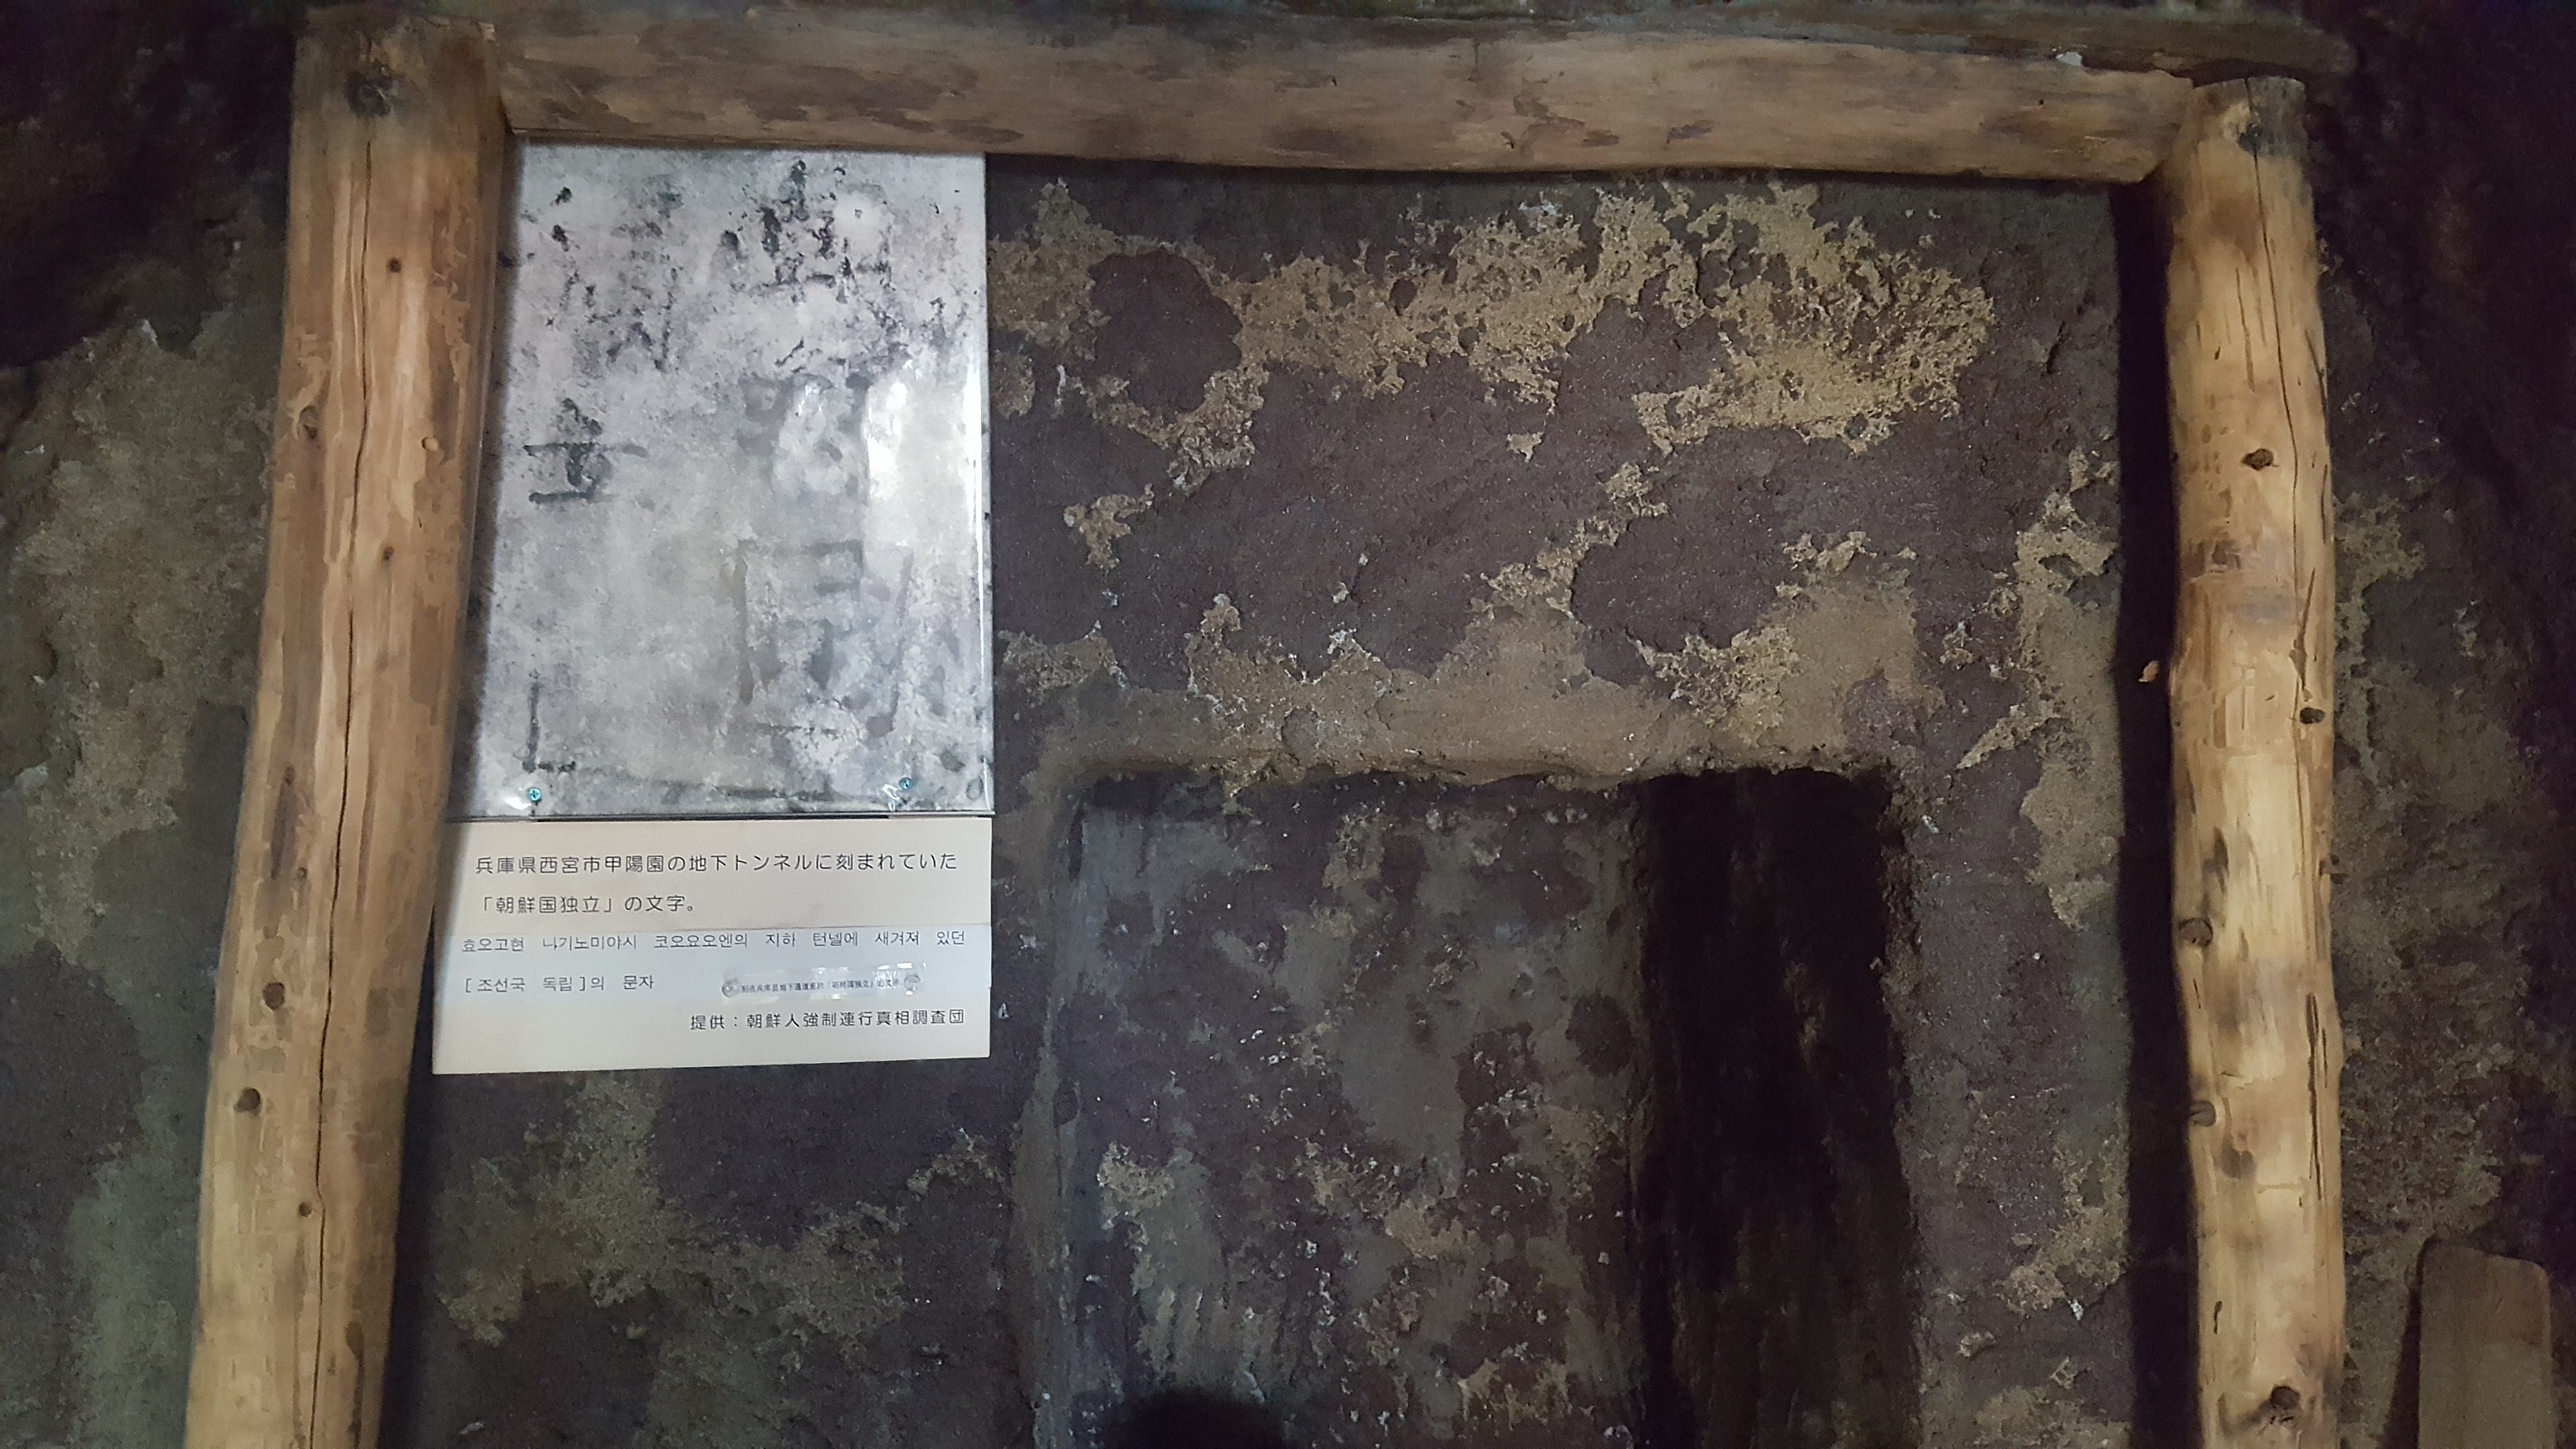 兵庫県西宮市甲陽園の地下トンネルに刻まれていた
「朝鮮国独立」の文字。
효오고현 니기노미야시 코오요오엔의 지하 턴넬에 새겨져 있던
[조선국 독립]의 문자
提供：朝鮮人強制連行真相調査団